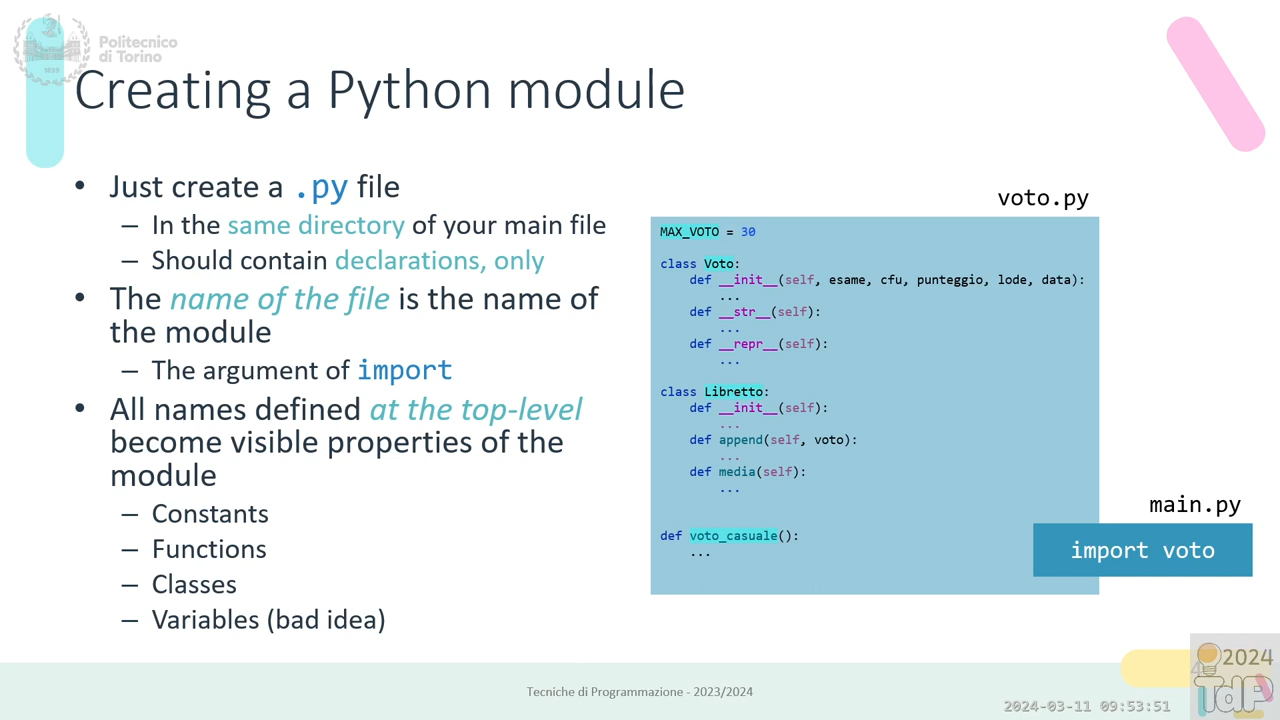 Politecnico
di Torino
Creating a Python module
• Just create a .py file
– In the same directory of your main file
– Should contain declarations, only
• The name of the file is the name of
the module
– The argument of import
• All names defined at the top-level
become visible properties of the
module
– Constants
– Functions
– Classes
– Variables (bad idea)
voto.py
MAX_VOTO = 30
class Voto:
def __init__(self, esame, cfu, punteggio, lode, data):
...
def __str__(self):
...
def __repr__(self):
...
class Libretto:
def __init__(self):
...
def append(self, voto):
...
def media(self):
...
def voto_casuale():
...
main.py
import voto
Tecniche di Programmazione - 2023/2024
2024
TdP
2024-03-11 09:53:51